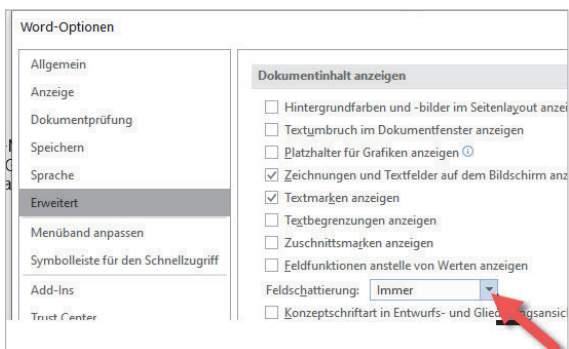 Word-Optionen
Allgemein
Anzeige
Dokumentprüfung
Speichern
Sprache
Erweitert
Menüband anpassen
Symbolleiste für den Schnellzugriff
Add-Ins
Trust Center
Dokumentinhalt anzeigen
Hintergrundfarben und -bilder im Seitenlayout anzei
Textumbruch im Dokumentfenster anzeigen
Platzhalter für Grafiken anzeigen
Zeichnungen und Textfelder auf dem Bildschirm anz
Textmarken anzeigen
Textbegrenzungen anzeigen
Zuschnittsmarken anzeigen
Feldfunktionen anstelle von Werten anzeigen
Feldschattierung: Immer
Konzeptschriftart in Entwurfs- und